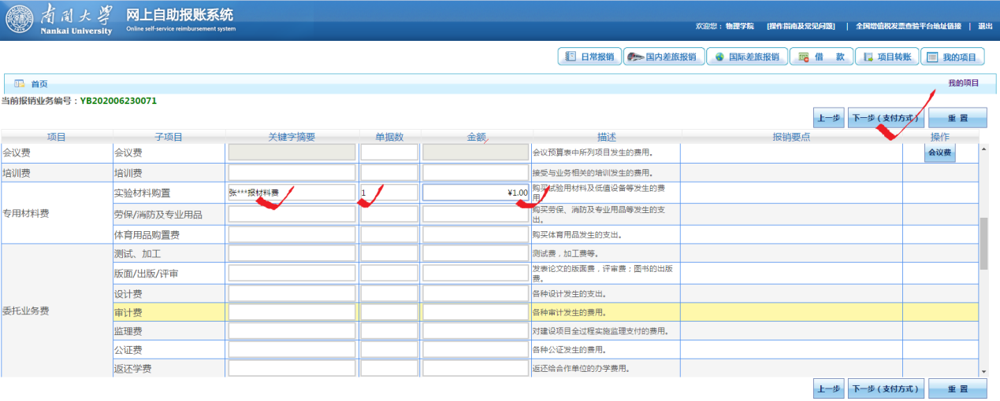 南开大学 网上自助报账系统
Nankai University Online self-service reimbursement system
欢迎您：物理学院 [操作指南及常见问题] | 全国增值税发票查验平台地址链接 | 退出
日常报销 国内差旅报销 国际差旅报销 借 款 项目转账 我的项目
首页 我的项目
当前报销业务编号：YB202006230071
上一步 下一步（支付方式） 重 置
项目 子项目 关键字摘要 单据数 金额 描述 报销要点 操作
会议费 会议费 会议预算表中所列项目发生的费用。 会议费
培训费 培训费 接受与业务相关的培训发生的费用。
专用材料费 实验材料购置 张***报材料费 1 ¥1.00 购买试验用材料及低值设备等发生的费
用。
劳保/消防及专业用品 购买劳保、消防及专业用品等发生的支
出。
体育用品购置费 购买体育用品发生的支出。
委托业务费 测试、加工 测试费，加工费等。
版面/出版/评审 发表论文的版面费，评审费；图书的出版
费。
设计费 各种设计发生的支出。
审计费 各种审计发生的费用。
监理费 对建设项目全过程实施监理支付的费用。
公证费 各种公证发生的费用。
返还学费 返还给合作单位的办学费用。
上一步 下一步（支付方式） 重 置